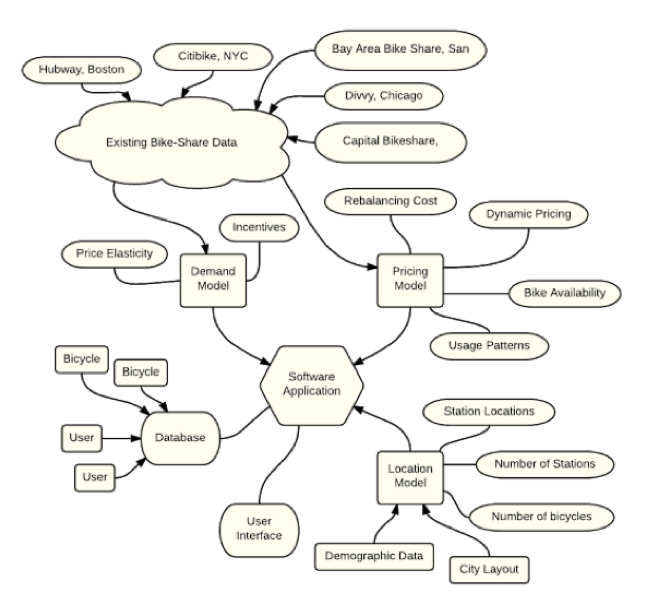 Bay Area Bike Share, San
Citibike, NYC
Hubway, Boston
Divvy, Chicago
Existing Bike-Share Data
Capital Bikeshare,
Rebalancing Cost
Dynamic Pricing
Incentives
Price Elasticity
Demand
Model
Pricing
Model
Bike Availability
Usage Patterns
Bicycle
Bicycle
Software
Application
Station Locations
User
Database
Number of Stations
User
Location
Model
Number of bicycles
User
Interface
Demographic Data
City Layout